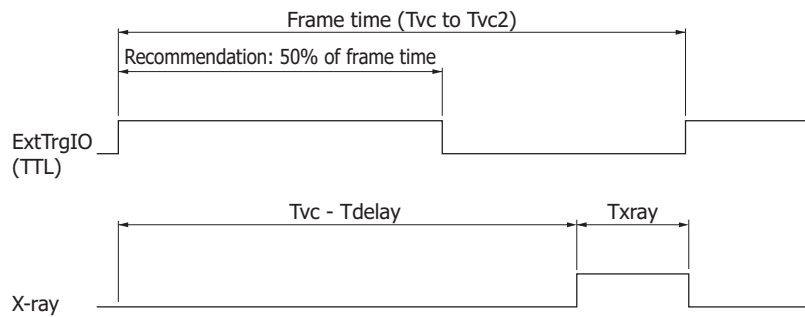 Frame time (Tvc to Tvc2)
Recommendation: 50% of frame time
ExtTrgIO
(TTL)
Tvc - Tdelay
Txray
X-ray